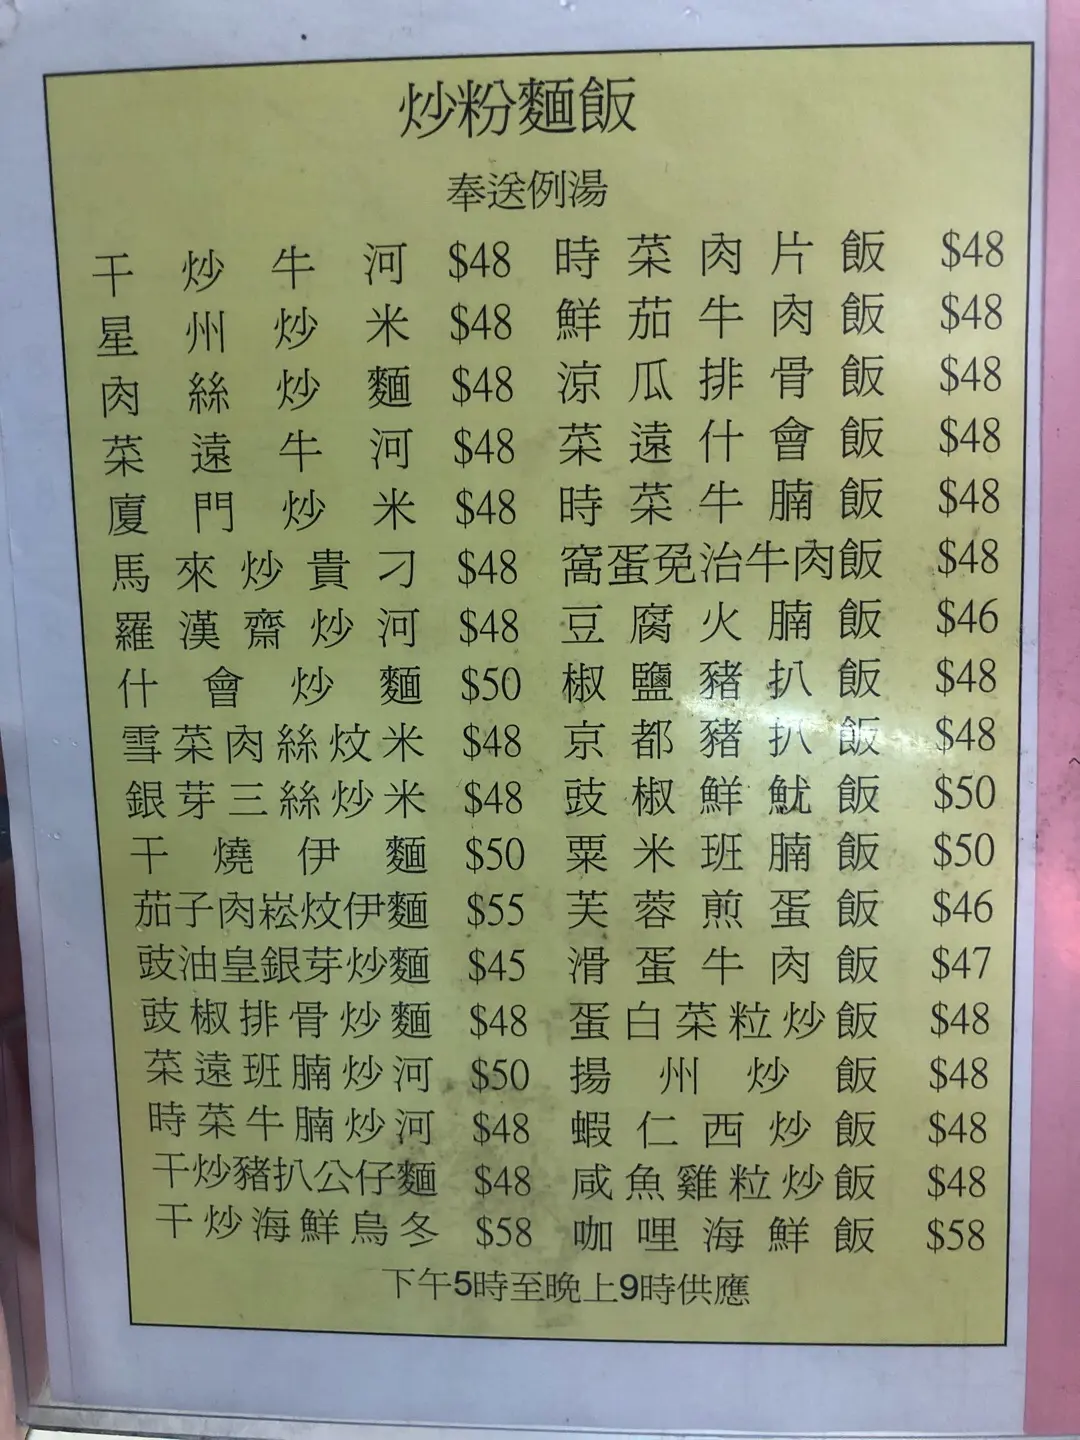 炒粉麵飯
奉送例湯
干炒牛河 $48 時菜肉片飯 $48
星州炒米 $48 鮮茄牛肉飯 $48
肉絲炒麵 $48 涼瓜排骨飯 $48
菜遠牛河 $48 菜遠什會飯 $48
廈門炒米 $48 時菜牛腩飯 $48
馬來炒貴刁 $48 窩蛋免治牛肉飯 $48
羅漢齋炒河 $48 豆腐火腩飯 $46
什會炒麵 $50 椒鹽豬扒飯 $48
雪菜肉絲炆米 $48 京都豬扒飯 $48
銀芽三絲炒米 $48 豉椒鮮魷飯 $50
干燒伊麵 $50 粟米班腩飯 $50
茄子肉崧炆伊麵 $55 芙蓉煎蛋飯 $46
豉油皇銀芽炒麵 $45 滑蛋牛肉飯 $47
豉椒排骨炒麵 $48 蛋白菜粒炒飯 $48
菜遠班腩炒河 $50 揚州炒飯 $48
時菜牛腩炒河 $48 蝦仁西炒飯 $48
干炒豬扒公仔麵 $48 咸魚雞粒炒飯 $48
干炒海鮮烏冬 $58 咖哩海鮮飯 $58
下午5時至晚上9時供應